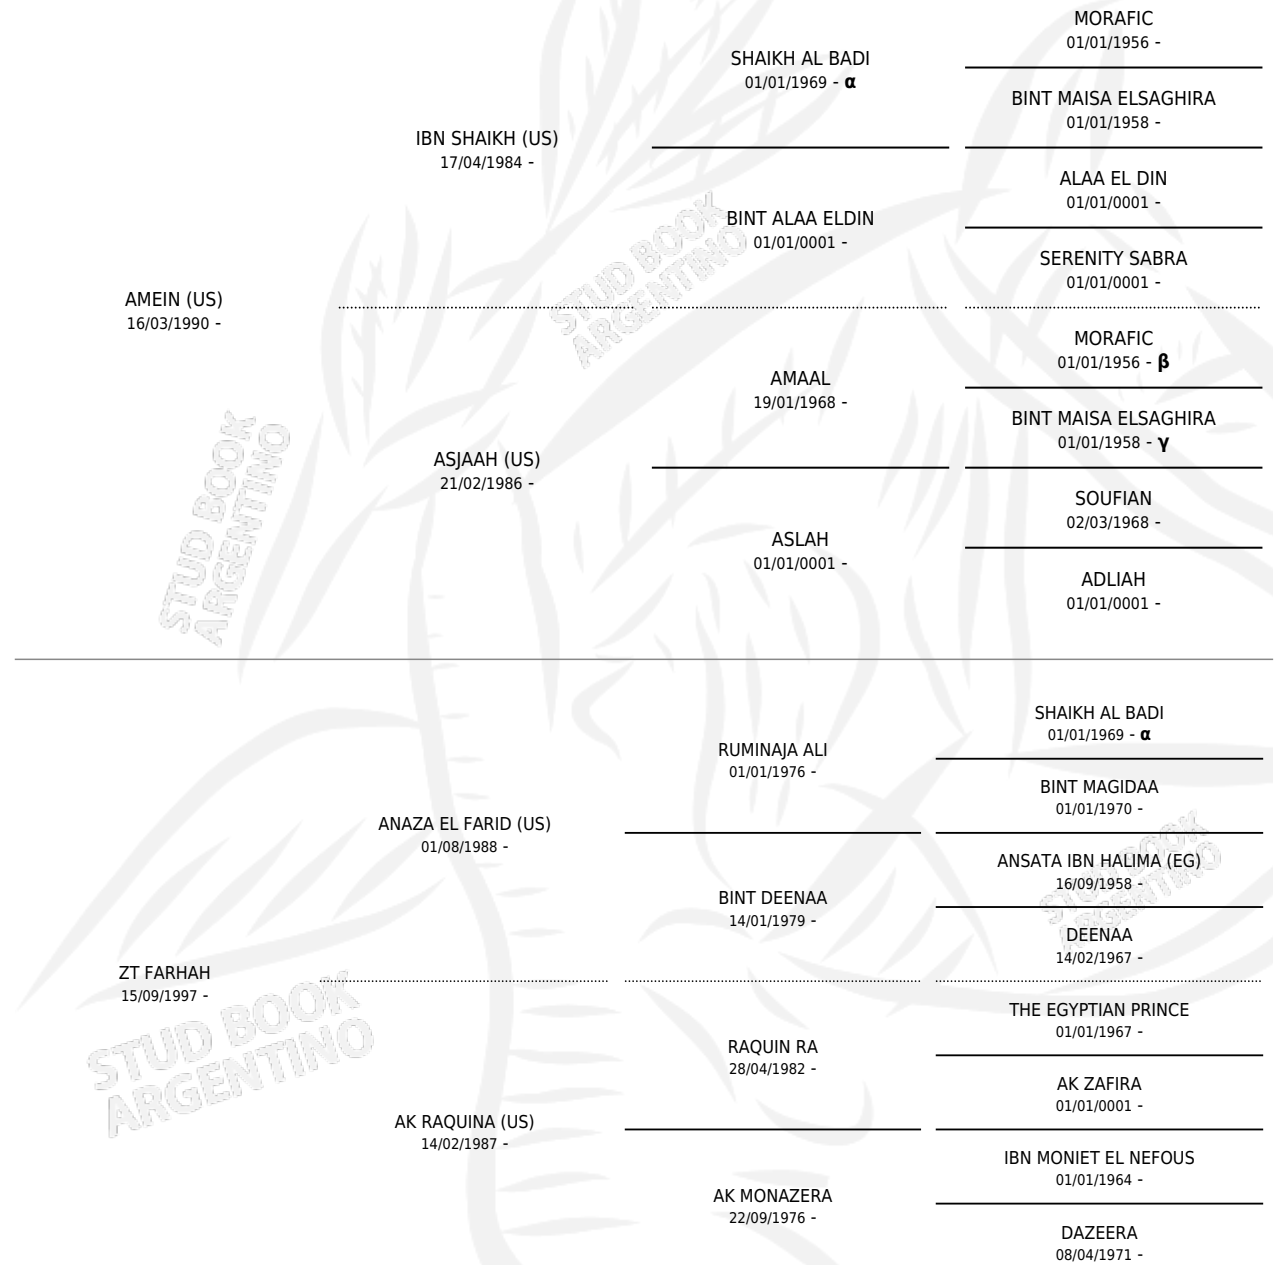 MORAFIC
01/01/1956 -
SHAIKH AL BADI
01/01/1969 - α
BINT MAISA ELSAGHIRA
01/01/1958 -
IBN SHAIKH (US)
17/04/1984 -
ALAA EL DIN
01/01/0001 -
BINT ALAA ELDIN
01/01/0001 -
SERENITY SABRA
01/01/0001 -
AMEIN (US)
16/03/1990 -
MORAFIC
01/01/1956 - β
AMAAL
19/01/1968 -
BINT MAISA ELSAGHIRA
01/01/1958 - γ
ASJAAH (US)
21/02/1986 -
SOUFIAN
02/03/1968 -
ASLAH
01/01/0001 -
ADLIAH
01/01/0001 -
SHAIKH AL BADI
01/01/1969 - α
RUMINAJA ALI
01/01/1976 -
BINT MAGIDAA
01/01/1970 -
ANAZA EL FARID (US)
01/08/1988 -
ANSATA IBN HALIMA (EG)
16/09/1958 -
BINT DEENAA
14/01/1979 -
DEENAA
14/02/1967 -
ZT FARHAH
15/09/1997 -
THE EGYPTIAN PRINCE
01/01/1967 -
RAQUIN RA
28/04/1982 -
AK ZAFIRA
01/01/0001 -
AK RAQUINA (US)
14/02/1987 -
IBN MONIET EL NEFOUS
01/01/1964 -
AK MONAZERA
22/09/1976 -
DAZEERA
08/04/1971 -
STUD BOOK
ARGENTINO
STUD BOOK
ARGENTINO
STUD BOOK
ARGENTINO
STUD BOOK
ARGENTINO